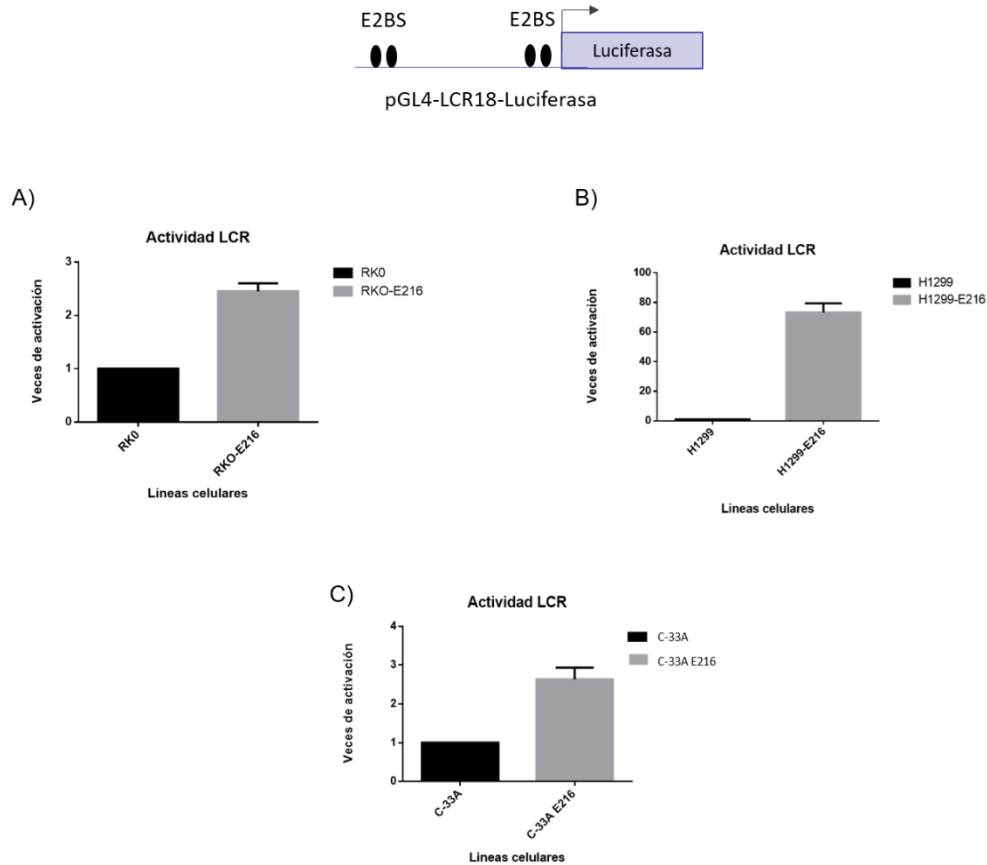 E2BS E2BS
Luciferasa
pGL4-LCR18-Luciferasa
A)
Actividad LCR
Veces de activación
3
2
1
0
RK0
RKO-E216
Lineas celulares
RK0
RKO-E216
B)
Actividad LCR
Veces de activación
100
80
60
40
20
0
H1299
H1299-E216
Lineas celulares
H1299
H1299-E216
C)
Actividad LCR
Veces de activación
4
3
2
1
0
C-33A
C-33A E216
Lineas celulares
C-33A
C-33A E216